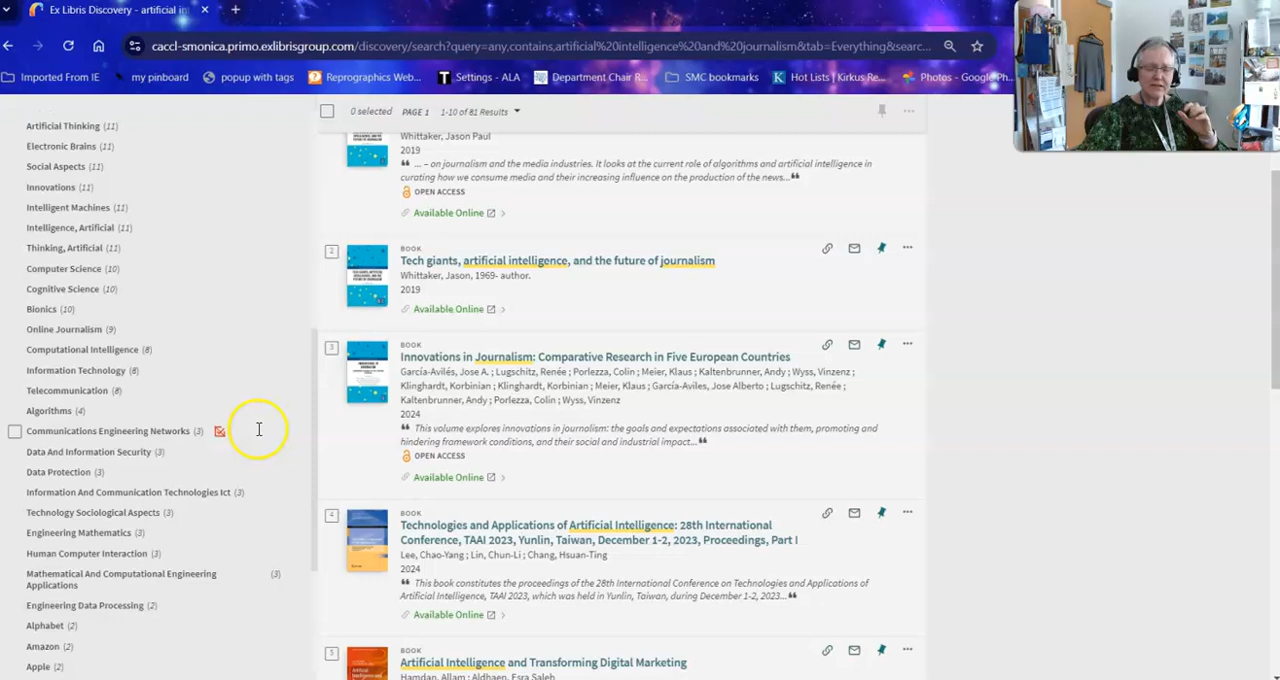 Ex Libris Discovery - artificial in
caccl-smonica.primo.exlibrisgroup.com/discovery/search?query=any,contains,artificial%20intelligence%20and%20journalism&tab=Everything&searc...
Imported From IE
my pinboard
popup with tags
Reprographics Web...
Settings - ALA
Department Chair R...
SMC bookmarks
Hot Lists | Kirkus Re...
Photos - Google Ph
0 selected PAGE 1 1-10 of 81 Results
Artificial Thinking (11)
Electronic Brains (11)
Social Aspects (11)
Innovations (11)
Intelligent Machines (11)
Intelligence, Artificial (11)
Thinking, Artificial (11)
Computer Science (10)
Cognitive Science (10)
Bionics (10)
Online Journalism (9)
Computational Intelligence (8)
Information Technology (8)
Telecommunication (8)
Algorithms (4)
Communications Engineering Networks (3)
Data And Information Security (3)
Data Protection (3)
Information And Communication Technologies Ict (3)
Technology Sociological Aspects (3)
Engineering Mathematics (3)
Human Computer Interaction (3)
Mathematical And Computational Engineering (3)
Applications
Engineering Data Processing (2)
Alphabet (2)
Amazon (2)
Apple (2)
Whittaker, Jason Paul
2019
... – on journalism and the media industries. It looks at the current role of algorithms and artificial intelligence in
curating how we consume media and their increasing influence on the production of the news...
OPEN ACCESS
Available Online
2
BOOK
Tech giants, artificial intelligence, and the future of journalism
Whittaker, Jason, 1969- author.
2019
Available Online
3
BOOK
Innovations in Journalism: Comparative Research in Five European Countries
García-Avilés, Jose A. ; Lugschitz, Renée ; Porlezza, Colin ; Meier, Klaus ; Kaltenbrunner, Andy ; Wyss, Vinzenz ;
Klinghardt, Korbinian ; Klinghardt, Korbinian ; Meier, Klaus ; García-Aviles, Jose Alberto ; Lugschitz, Renée ;
Kaltenbrunner, Andy ; Porlezza, Colin ; Wyss, Vinzenz
2024
This volume explores innovations in journalism: the goals and expectations associated with them, promoting and
hindering framework conditions, and their social and industrial impact...
OPEN ACCESS
Available Online
4
BOOK
Technologies and Applications of Artificial Intelligence: 28th International
Conference, TAAI 2023, Yunlin, Taiwan, December 1-2, 2023, Proceedings, Part I
Lee, Chao-Yang ; Lin, Chun-Li ; Chang, Hsuan-Ting
2024
This book constitutes the proceedings of the 28th International Conference on Technologies and Applications of
Artificial Intelligence, TAAI 2023, which was held in Yunlin, Taiwan, during December 1-2, 2023...
Available Online
5
BOOK
Artificial Intelligence and Transforming Digital Marketing
Hamdan, Allam ; Aldhaen, Esra Saleh